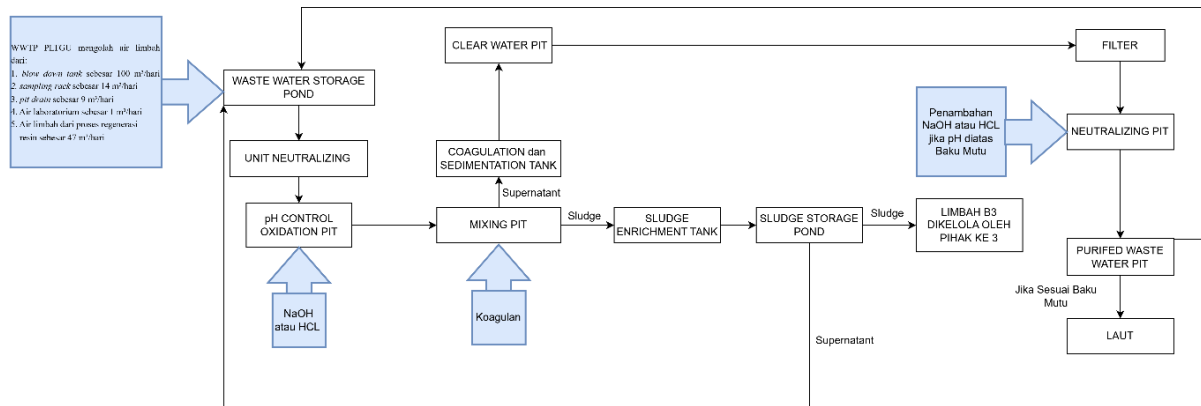 WWTP PLTGU mengolah air limbah
dari:
1. blow down tank sebesar 100 m³/hari
2. sampling rack sebesar 14 m³/hari
3. pit drain sebesar 9 m³/hari
4. Air laboratorium sebesar 1 m³/hari
5. Air limbah dari proses regenerasi
resin sebesar 47 m³/hari
WASTE WATER STORAGE
POND
UNIT NEUTRALIZING
pH CONTROL
OXIDATION PIT
NaOH
atau HCL
CLEAR WATER PIT
COAGULATION dan
SEDIMENTATION TANK
Supernatant
MIXING PIT
Koagulan
Sludge
SLUDGE
ENRICHMENT TANK
SLUDGE STORAGE
POND
Supernatant
Sludge
LIMBAH B3
DIKELOLA OLEH
PIHAK KE 3
FILTER
Penambahan
NaOH atau HCL
jika pH diatas
Baku Mutu
NEUTRALIZING PIT
PURIFED WASTE
WATER PIT
Jika Sesuai Baku
Mutu
LAUT